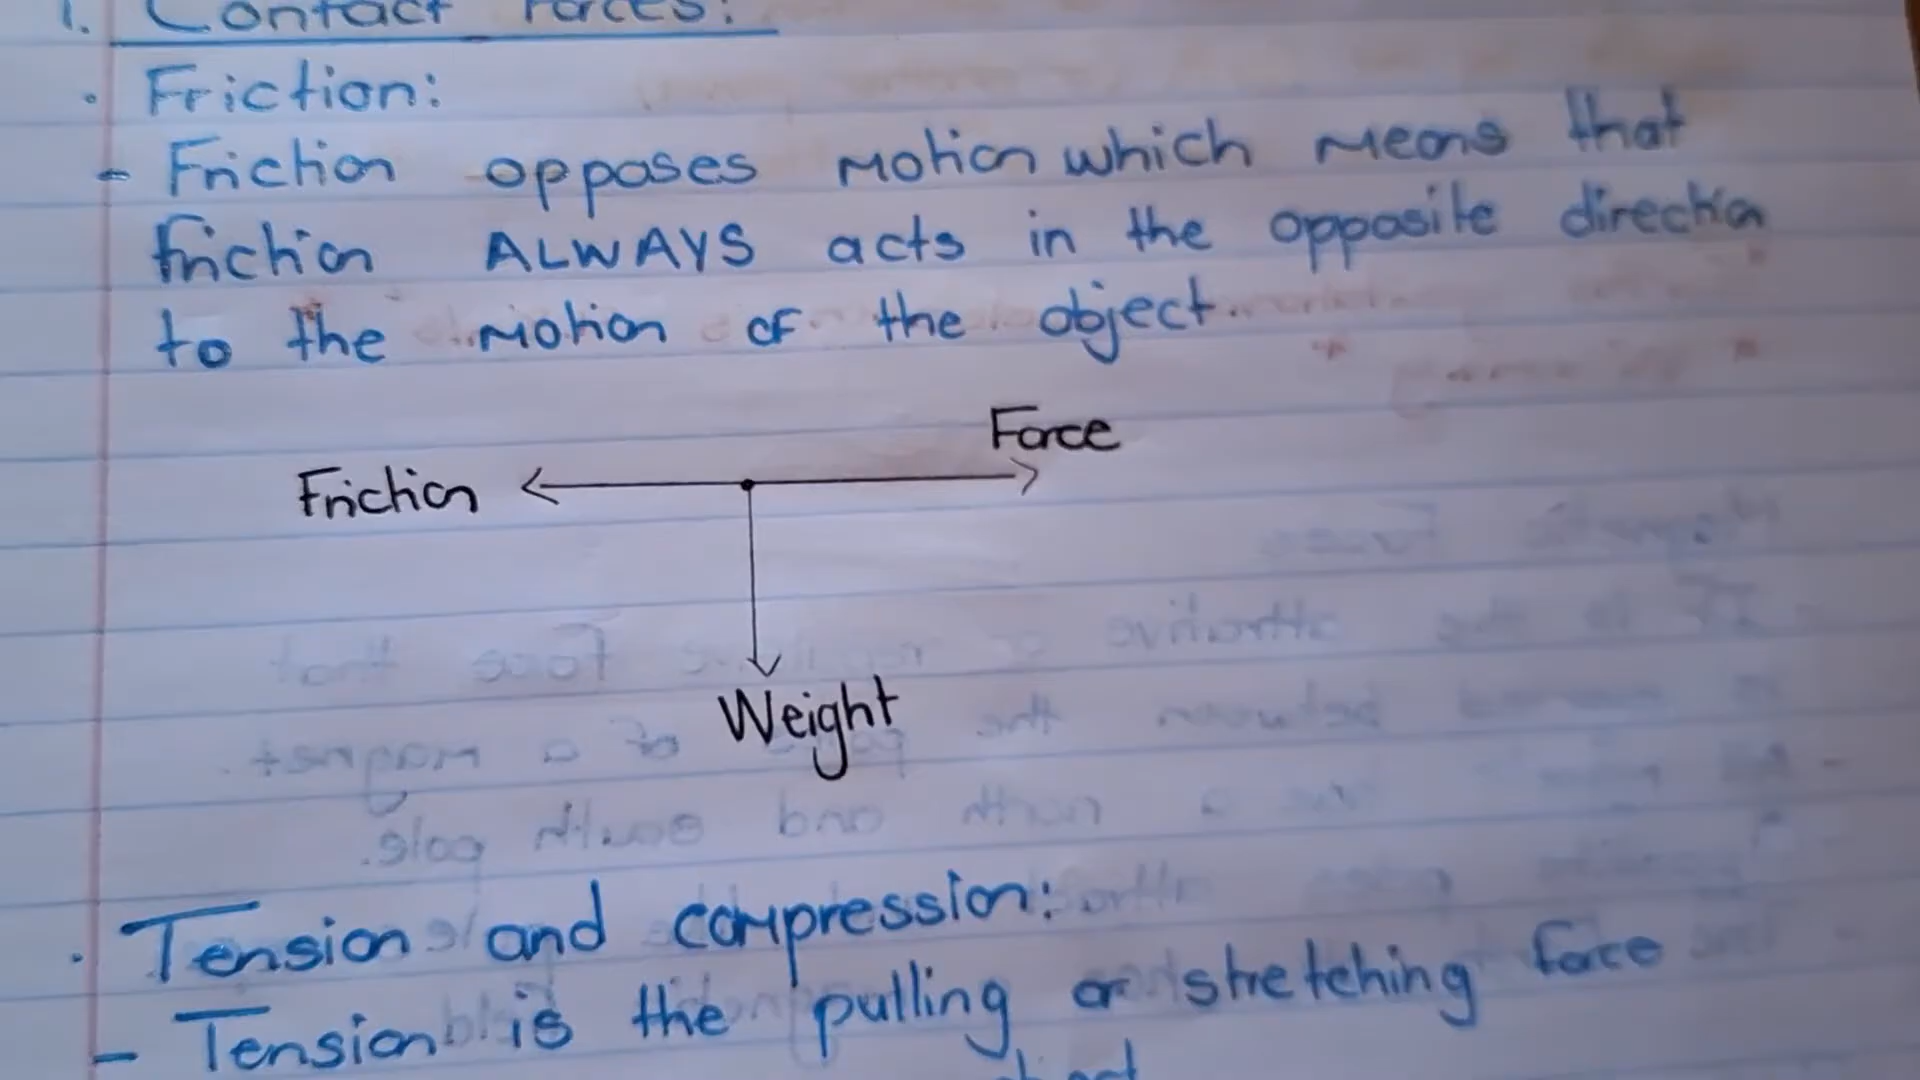 1. Contact Forces:
· Friction:
- Friction opposes motion which means that
friction ALWAYS acts in the opposite direction
to the motion of the object.
Force
Friction
Weight
· Tension and compression:
- Tension is the pulling or stretching force